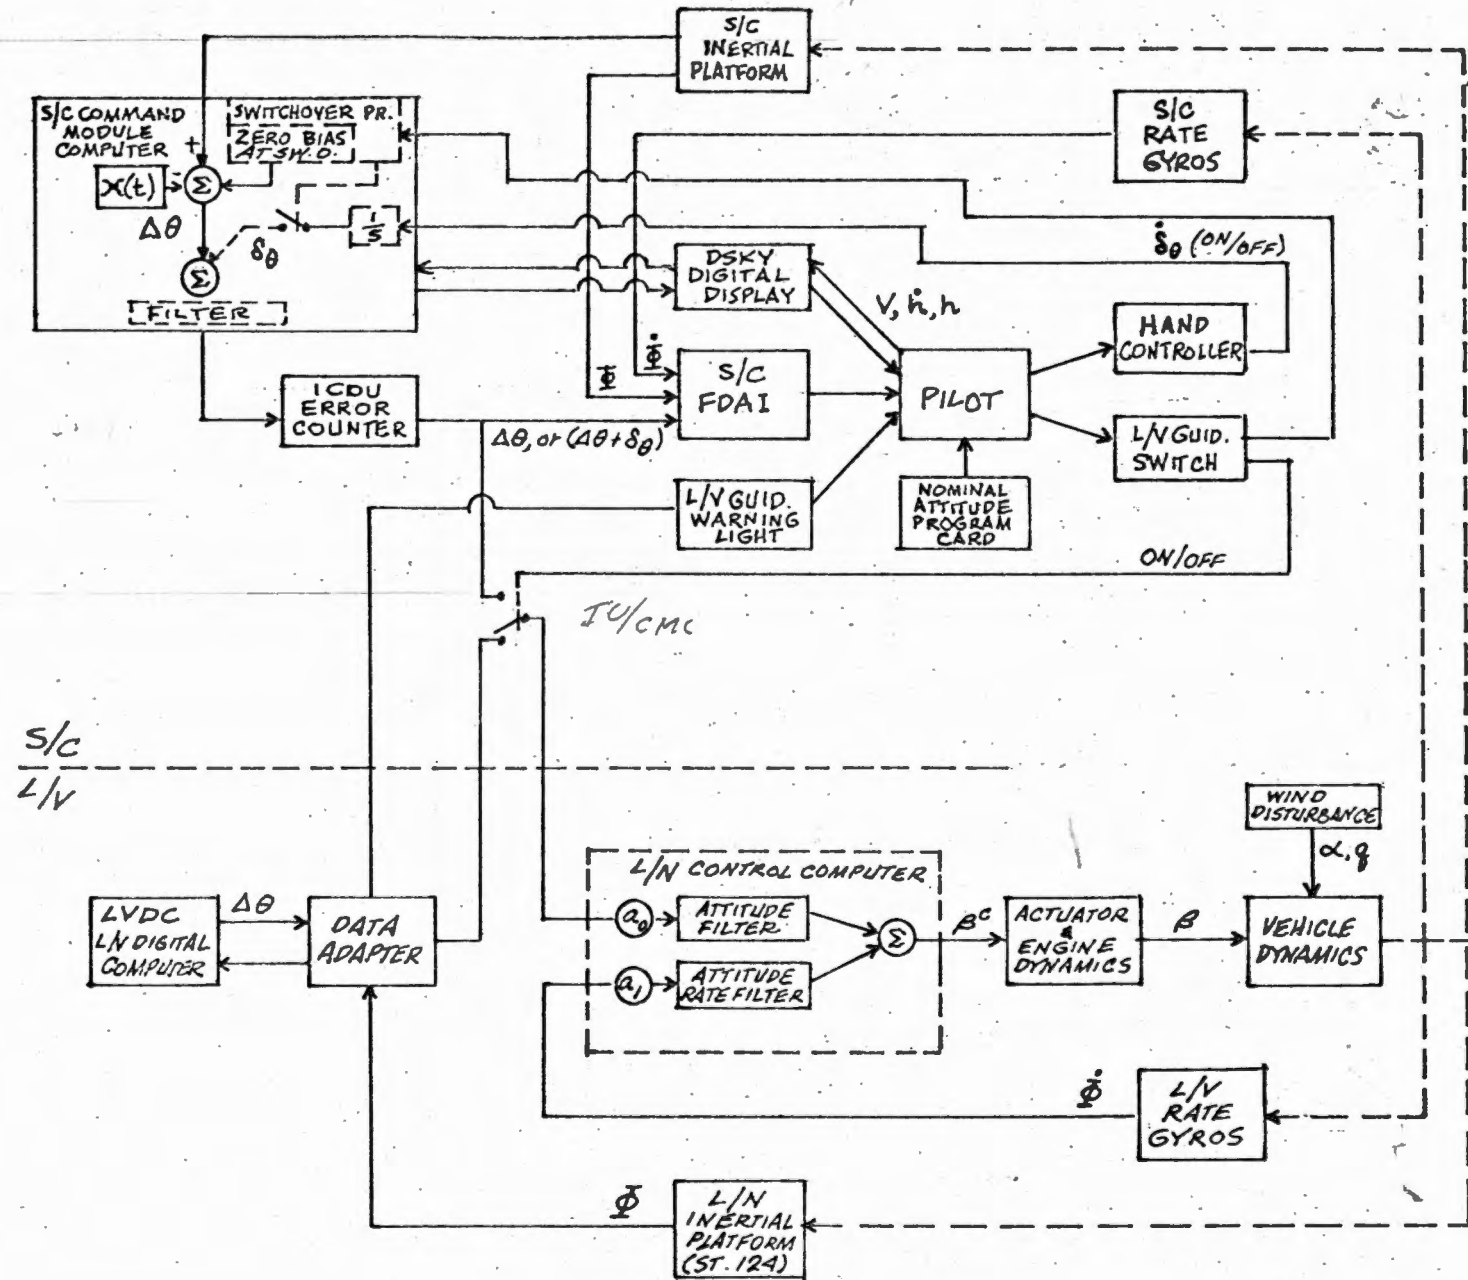 S/C
INERTIAL
PLATFORM
S/C COMMAND
MODULE
COMPUTER
SWITCHOVER PR.
ZERO BIAS
AT SW.O.
+
-
Σ
X(t)
Δθ
δθ
1/S
Σ
FILTER
S/C
RATE
GYROS
δ̇θ (ON/OFF)
DSKY
DIGITAL
DISPLAY
V, ḣ, h
HAND
CONTROLLER
S/C
FDAI
PILOT
ICDU
ERROR
COUNTER
Δθ, or (Δθ+δθ)
L/V GUID.
SWITCH
L/V GUID.
WARNING
LIGHT
NOMINAL
ATTITUDE
PROGRAM
CARD
ON/OFF
IU/CMC
S/C
L/V
WIND
DISTURBANCE
α, q
L/N CONTROL COMPUTER
LVDC
L/N DIGITAL
COMPUTER
Δθ
DATA
ADAPTER
a₀
ATTITUDE
FILTER
Σ
a₁
ATTITUDE
RATE FILTER
βᶜ
ACTUATOR
&
ENGINE
DYNAMICS
β
VEHICLE
DYNAMICS
Φ̇
L/V
RATE
GYROS
Φ
L/N
INERTIAL
PLATFORM
(ST. 124)